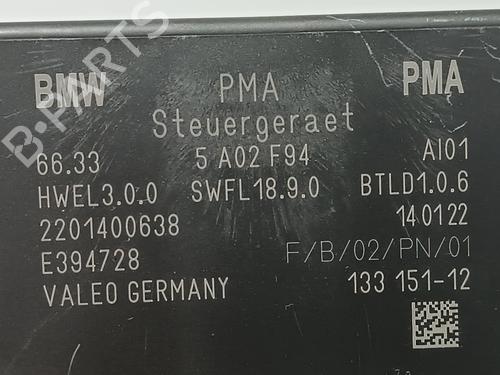 BMW PMA PMA
Steuergeraet
66.33 5 A02 F94 AI01
HWEL3.0.0 SWFL18.9.0 BTLD1.0.6
2201400638 140122
E394728 F/B/02/PN/01
VALEO GERMANY 133 151-12
B-PARTS